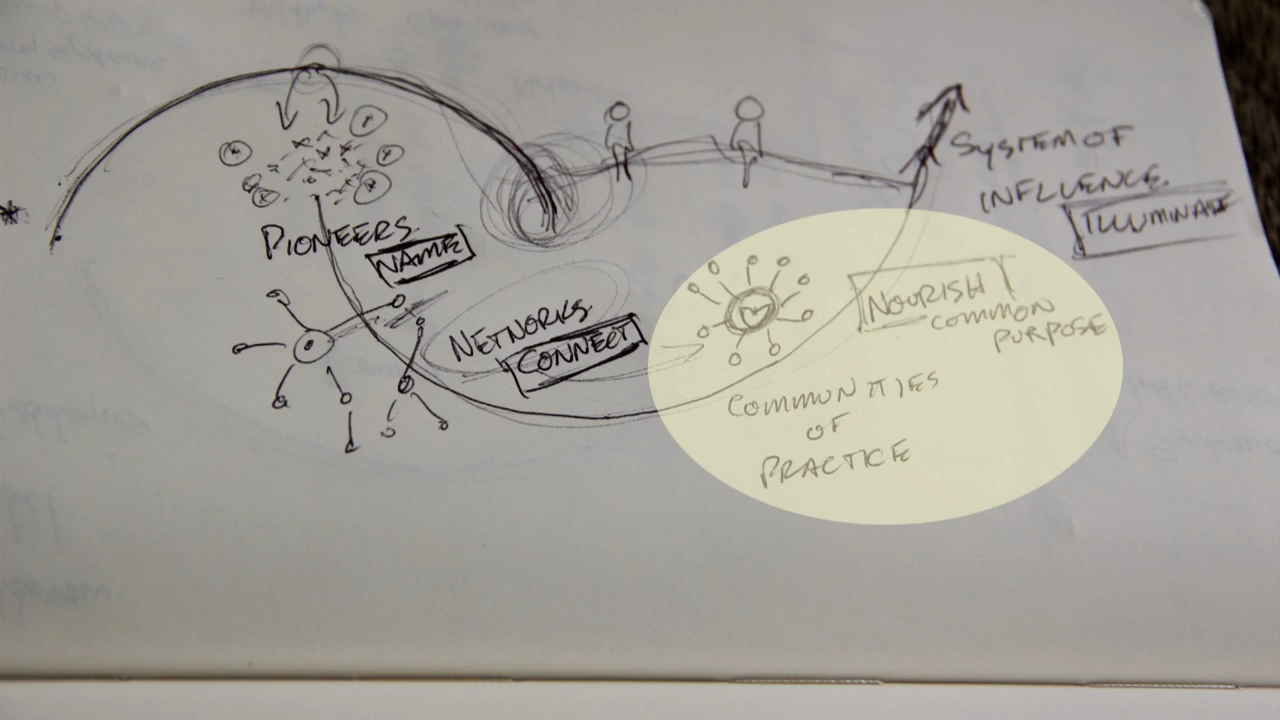 PIONEERS
NAME
NETWORKS
CONNECT
NOURISH
COMMON
PURPOSE
COMMUNITIES
OF
PRACTICE
SYSTEM OF
INFLUENCE
ILLUMINATE